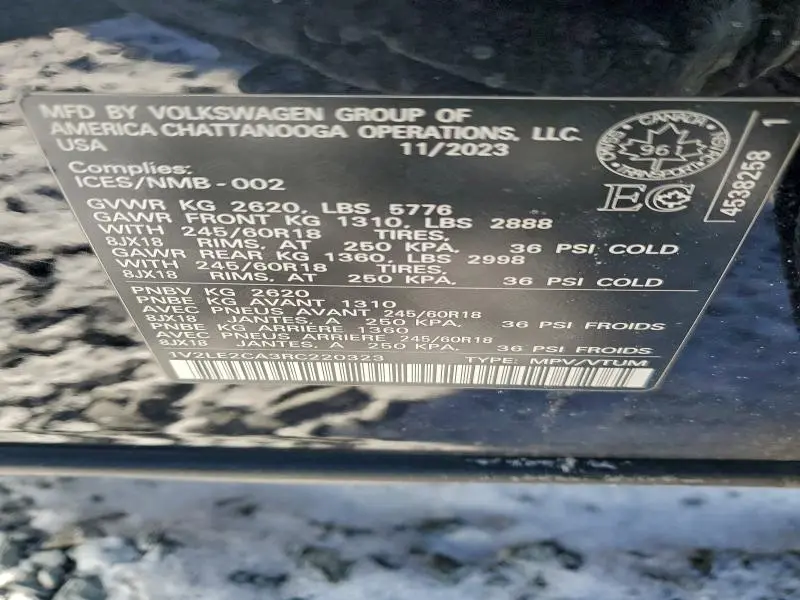 MFD BY VOLKSWAGEN GROUP OF
AMERICA CHATTANOOGA OPERATIONS, LLC
USA 11/2023
Complies:
ICES/NMB-002
GVWR KG 2620, LBS 5776
GAWR FRONT KG 1310, LBS 2888
WITH 245/60R18 TIRES,
8JX18 RIMS, AT 250 KPA, 36 PSI COLD
GAWR REAR KG 1360, LBS 2998
WITH 245/60R18 TIRES,
8JX18 RIMS, AT 250 KPA, 36 PSI COLD
PNBV KG 2620
PNBE KG AVANT 1310
AVEC PNEUS AVANT 245/60R18
8JX18 JANTES, A 250 KPA, 36 PSI FROIDS
PNBE KG ARRIÈRE 1360
AVEC PNEUS ARRIERE 245/60R18
8JX18 JANTES, A 250 KPA, 36 PSI FROIDS
1V2LE2CA3RC220323 TYPE: MPV/VTUM
CANADA
961
TRANSPORT
EC
4538258 1